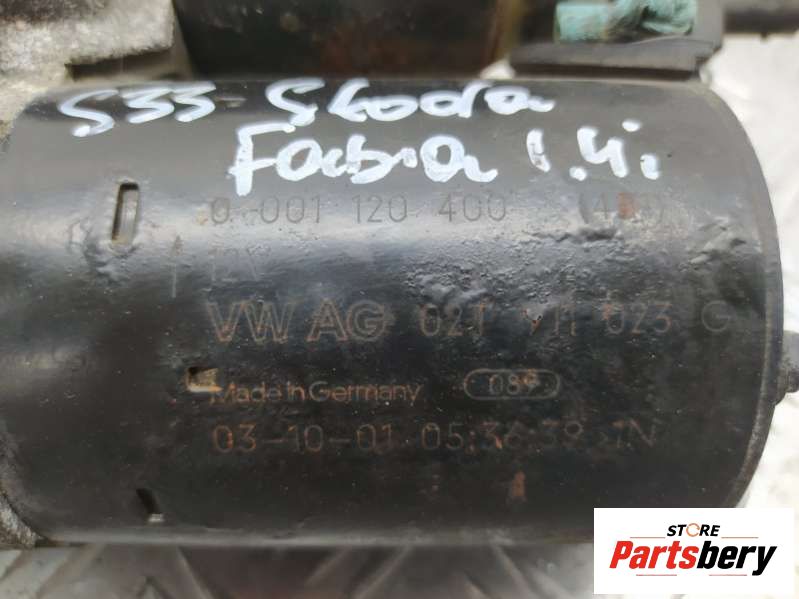 S33-Skoda
Fabia 1.4i
0 001 120 400
12V
VW AG 02T 911 023 G
Made in Germany 089
03-10-01 05:36:39
STORE
Partsbery